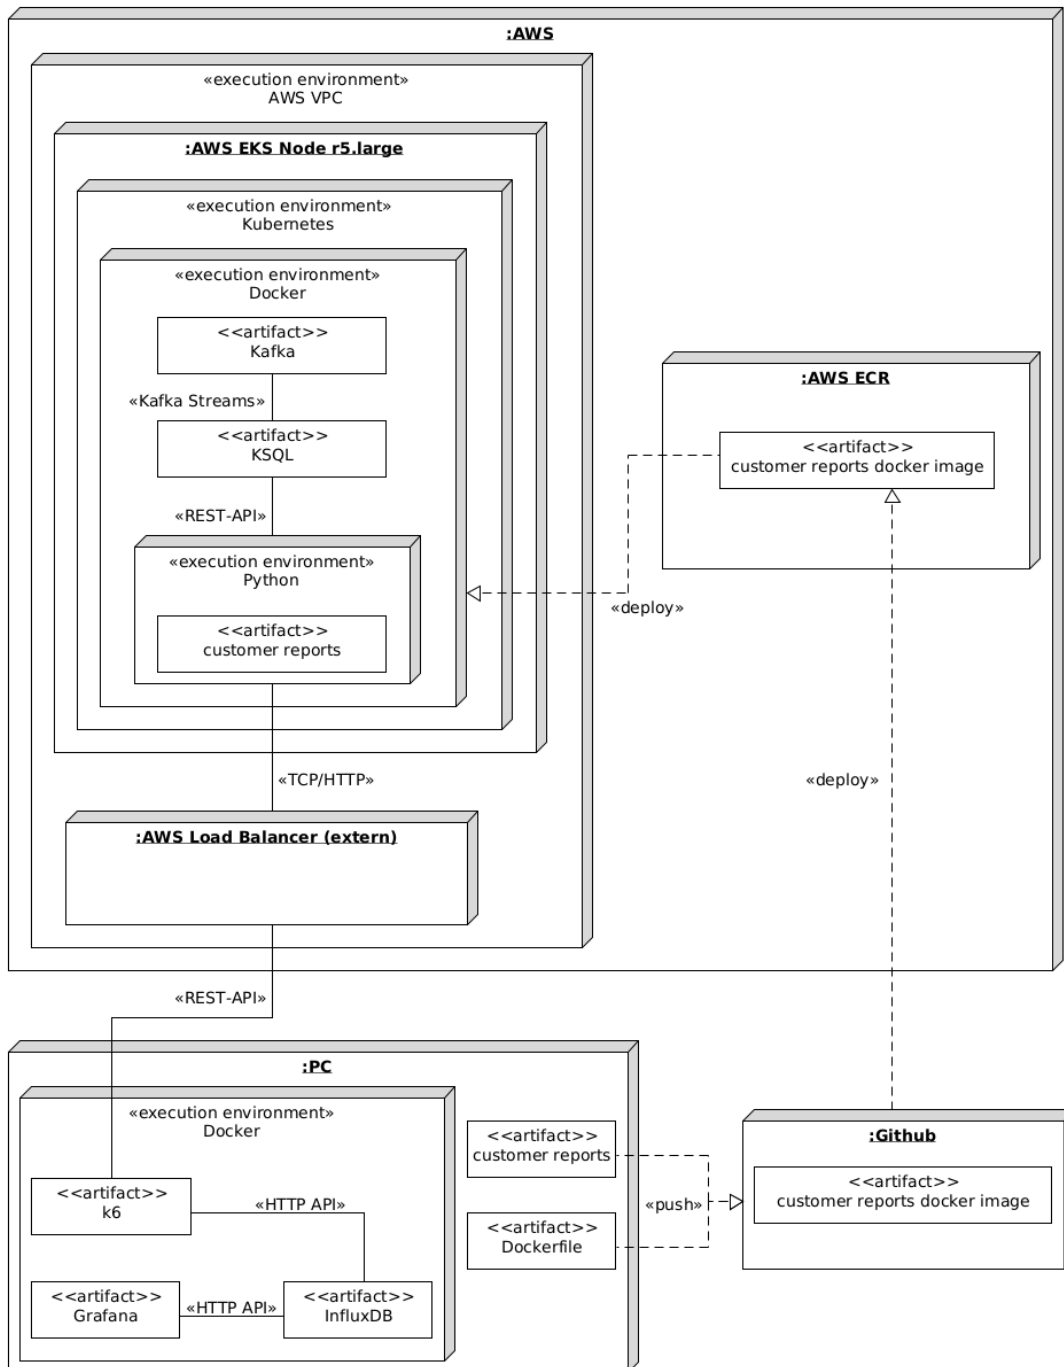 :AWS
«execution environment»
AWS VPC
:AWS EKS Node r5.large
«execution environment»
Kubernetes
«execution environment»
Docker
<<artifact>>
Kafka
«Kafka Streams»
<<artifact>>
KSQL
«REST-API»
«execution environment»
Python
<<artifact>>
customer reports
:AWS ECR
<<artifact>>
customer reports docker image
«deploy»
«TCP/HTTP»
«deploy»
:AWS Load Balancer (extern)
«REST-API»
:PC
«execution environment»
Docker
<<artifact>>
k6
«HTTP API»
<<artifact>>
Grafana
«HTTP API»
<<artifact>>
InfluxDB
<<artifact>>
customer reports
<<artifact>>
Dockerfile
«push»
:Github
<<artifact>>
customer reports docker image